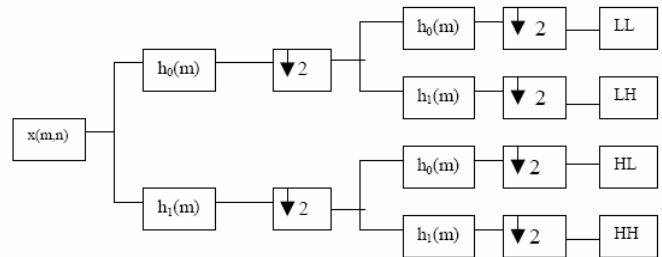 h₀(m) 2 LL
h₀(m) 2
h₁(m) 2 LH
x(m,n)
h₀(m) 2 HL
h₁(m) 2
h₁(m) 2 HH